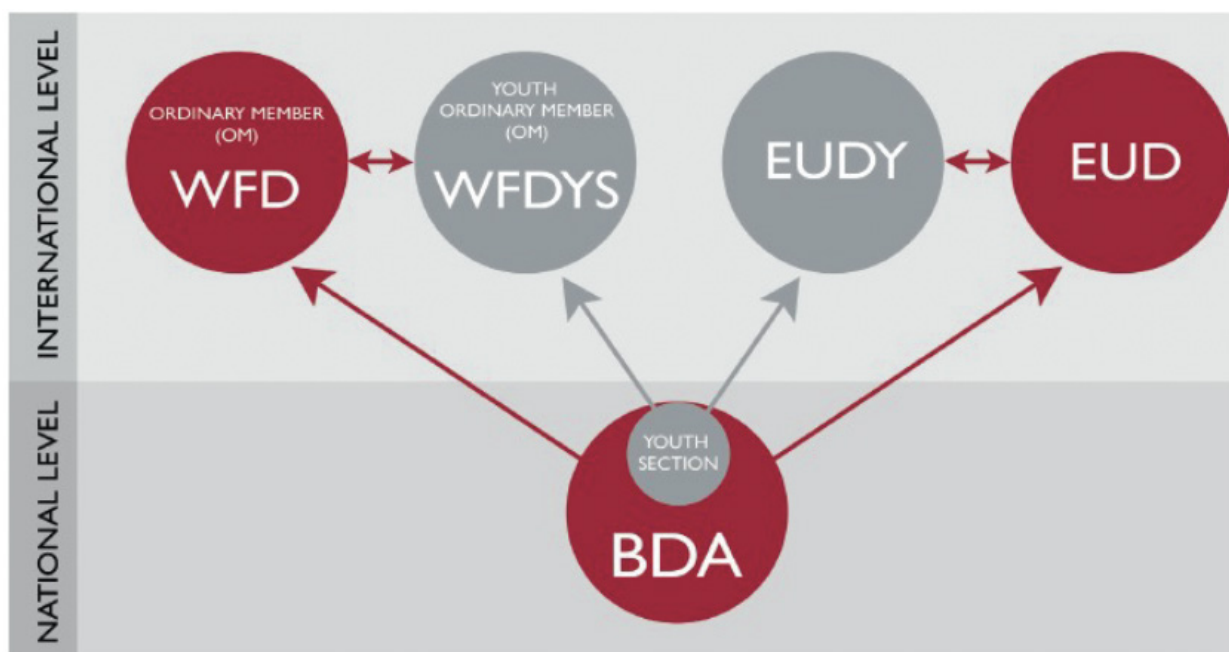 INTERNATIONAL LEVEL
ORDINARY MEMBER
(OM)
WFD
YOUTH
ORDINARY MEMBER
(OM)
WFDYS
EUDY
EUD
NATIONAL LEVEL
YOUTH
SECTION
BDA